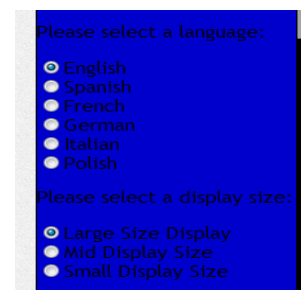 Please select a language:
English
Spanish
French
German
Italian
Polish
Please select a display size:
Large Size Display
Mid Display Size
Small Display Size